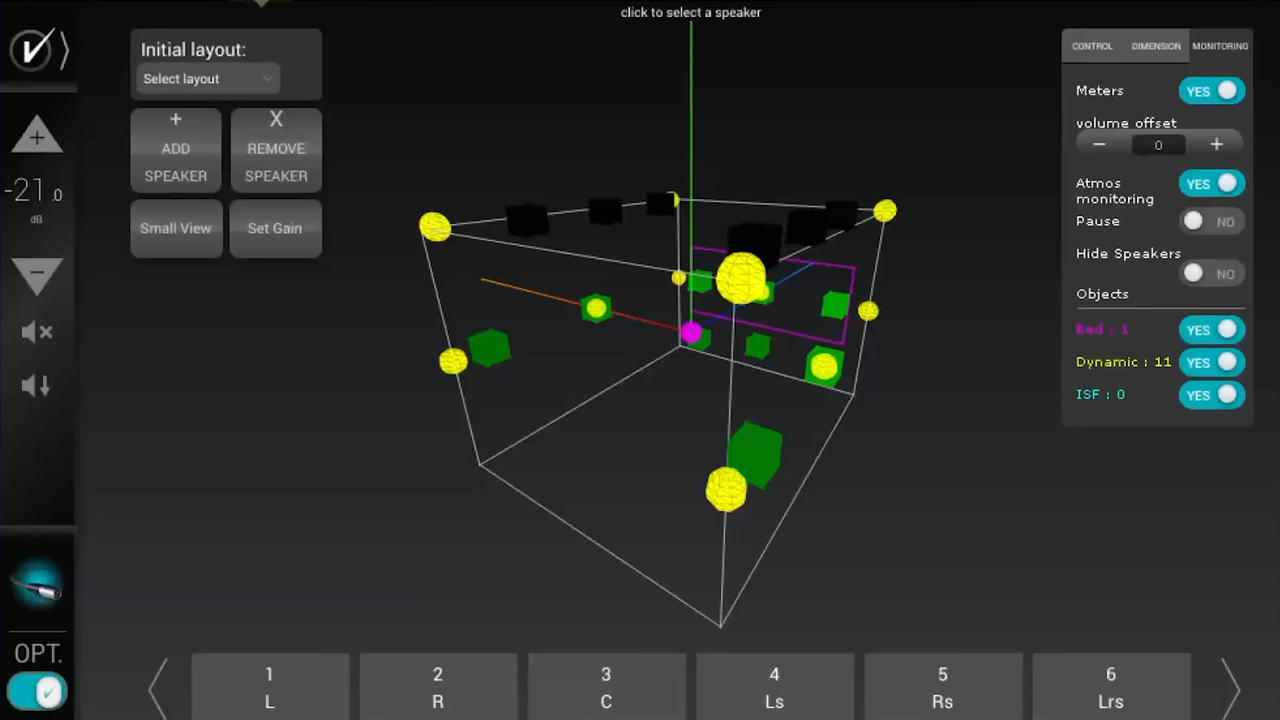 click to select a speaker
Initial layout:
Select layout
+
ADD
SPEAKER
X
REMOVE
SPEAKER
Small View
Set Gain
+
-21.0
dB
−
OPT.
CONTROL
DIMENSION
MONITORING
Meters
YES
volume offset
−
0
+
Atmos
monitoring
YES
Pause
NO
Hide Speakers
NO
Objects
Bed : 1
YES
Dynamic : 11
YES
ISF : 0
YES
1
L
2
R
3
C
4
Ls
5
Rs
6
Lrs